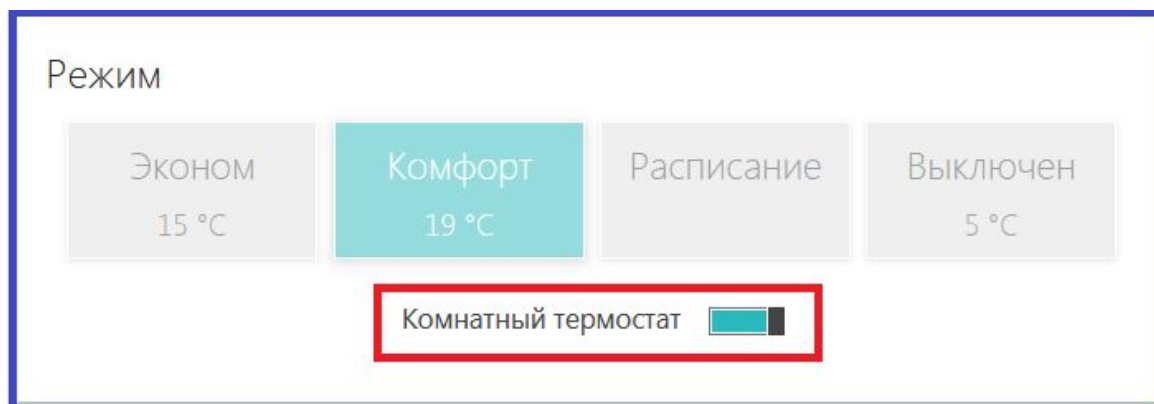 Режим
Эконом Комфорт Расписание Выключен
15 °C 19 °C 5 °C
Комнатный термостат